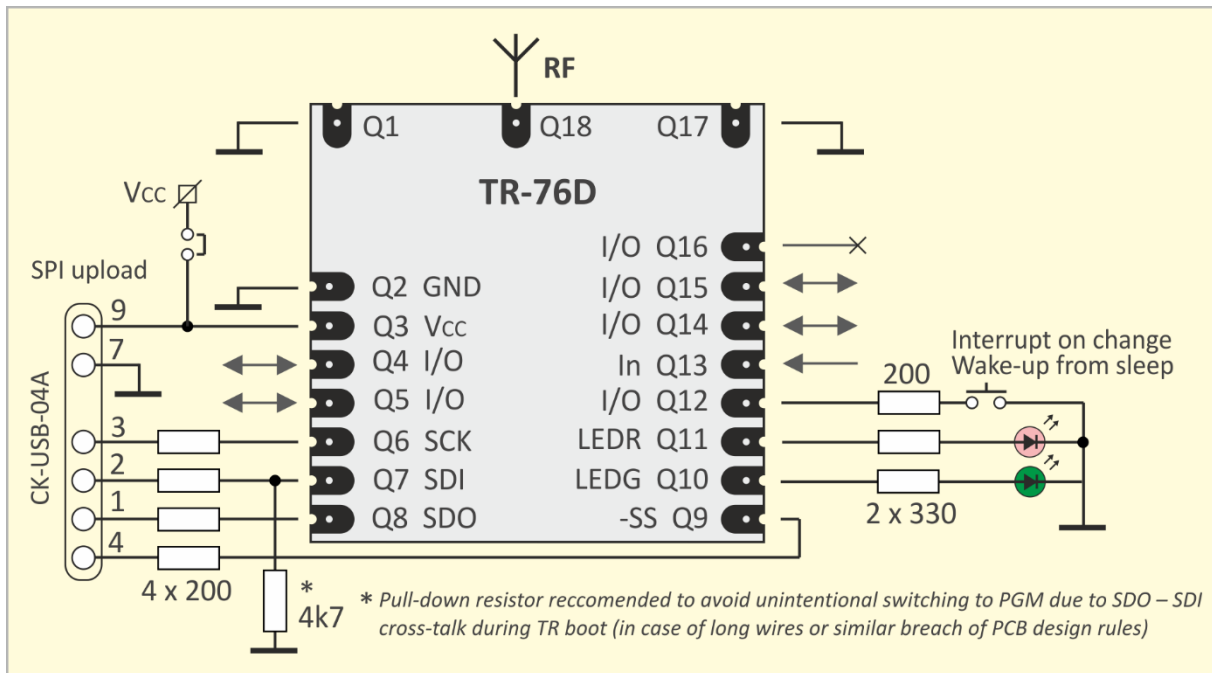 RF
Q1
Q18
Q17
TR-76D
Vcc
SPI upload
CK-USB-04A
9
7
3
2
1
4
Q2 GND
Q3 Vcc
Q4 I/O
Q5 I/O
Q6 SCK
Q7 SDI
Q8 SDO
I/O Q16
I/O Q15
I/O Q14
In Q13
I/O Q12
LEDR Q11
LEDG Q10
-SS Q9
Interrupt on change
Wake-up from sleep
200
2 x 330
4 x 200
*
4k7
* Pull-down resistor reccomended to avoid unintentional switching to PGM due to SDO – SDI
cross-talk during TR boot (in case of long wires or similar breach of PCB design rules)